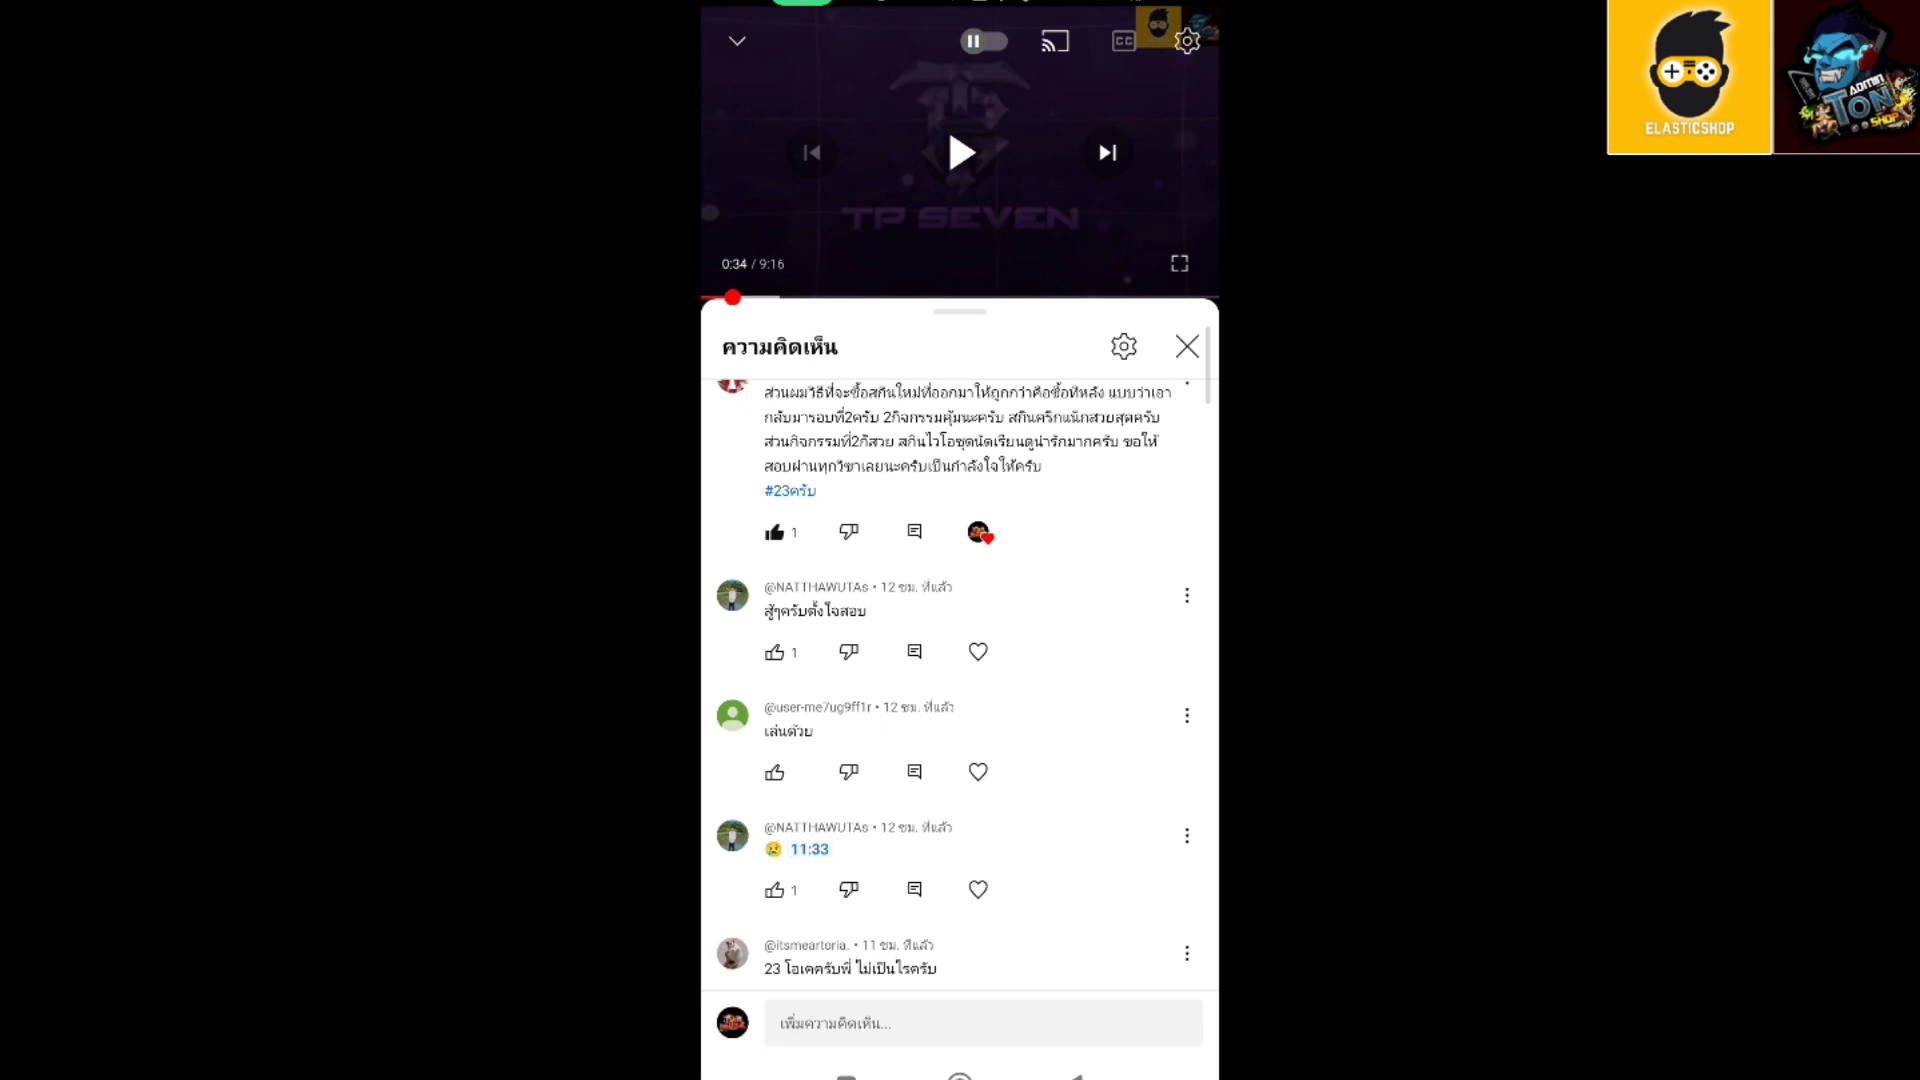 CC
ELASTICSHOP
ADMIN
TON
SHOP
TP SEVEN
0:34 / 9:16
ความคิดเห็น
ส่วนผมวิธีที่จะซื้อสกินใหม่ที่ออกมาให้ถูกกว่าคือซื้อทีหลัง แบบว่าเอา
กลับมารอบที่2ครับ 2กิจกรรมคุ้มนะครับ สกินคริกแน็กสวยสุดครับ
ส่วนกิจกรรมที่2ก็สวย สกินไวโอชุดนัดเรียนดูน่ารักมากครับ ขอให้
สอบผ่านทุกวิชาเลยนะครับเป็นกำลังใจให้ครับ
#23ครับ
1
@NATTHAWUTAs • 12 ชม. ที่แล้ว
สู้ๆครับตั้งใจสอบ
1
@user-me7ug9ff1r • 12 ชม. ที่แล้ว
เล่นด้วย
@NATTHAWUTAs • 12 ชม. ที่แล้ว
😢 11:33
1
@itsmeartoria. • 11 ชม. ที่แล้ว
23 โอเคครับพี่ ไม่เป็นไรครับ
เพิ่มความคิดเห็น...